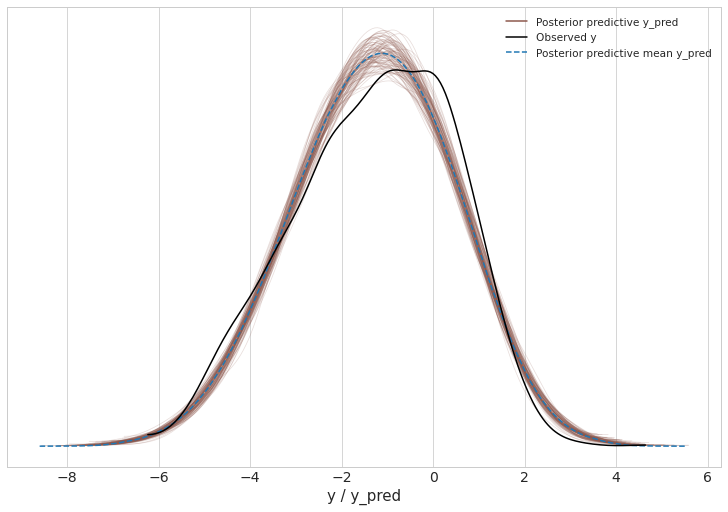 Posterior predictive y_pred
Observed y
Posterior predictive mean y_pred
−8 −6 −4 −2 0 2 4 6
y / y_pred